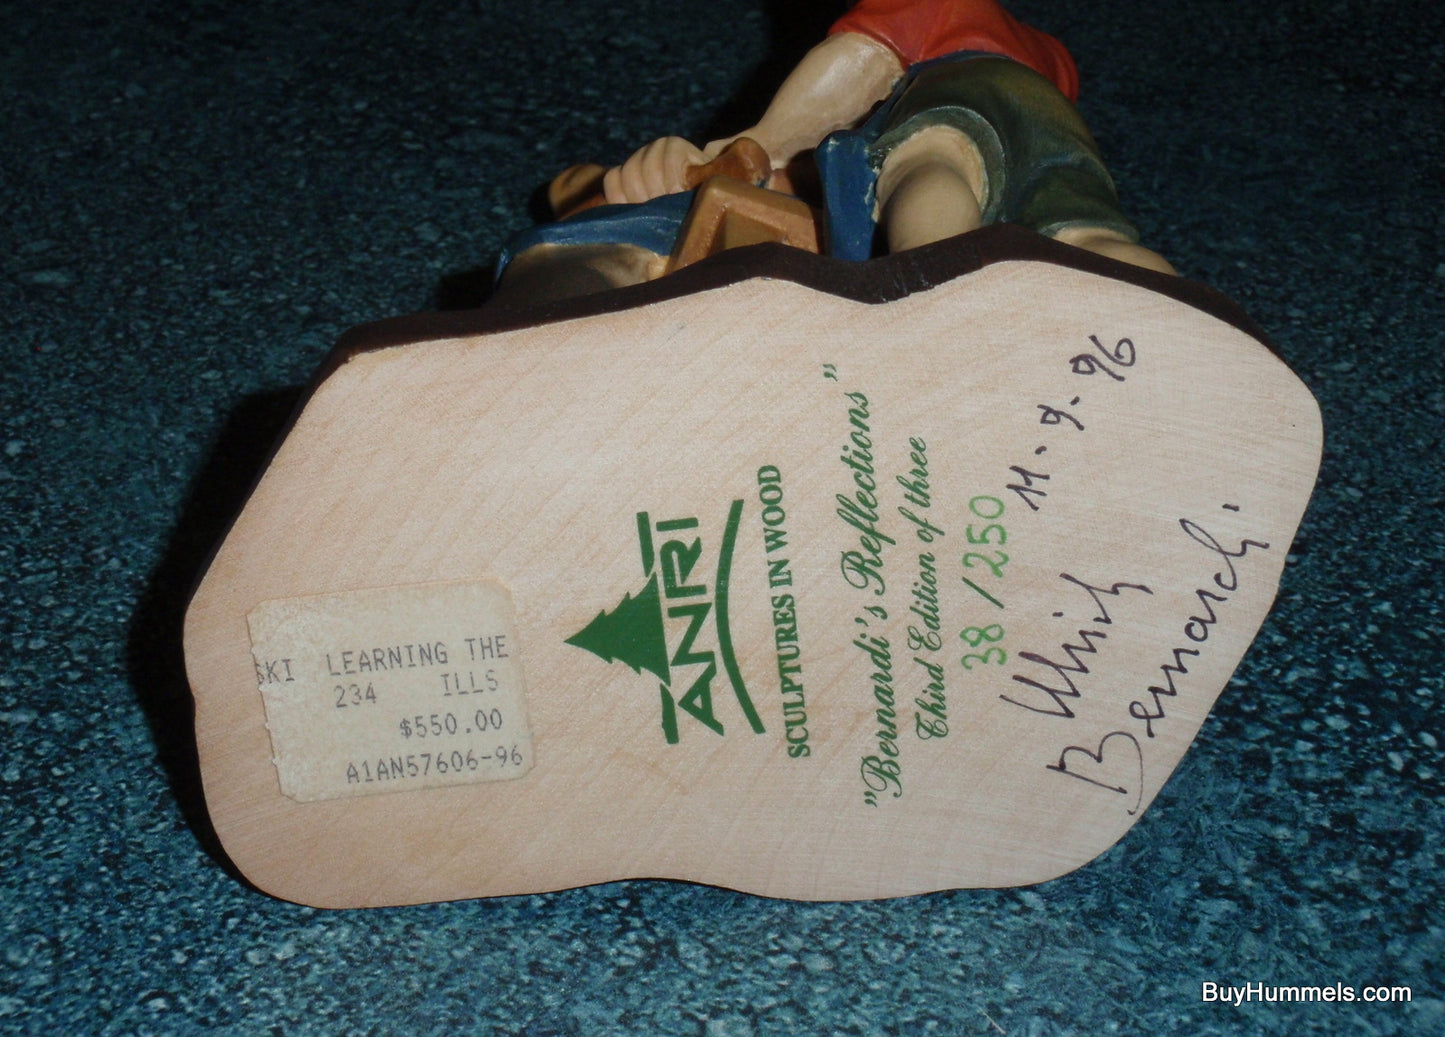 SKI LEARNING THE
234 ILLS
$550.00
A1AN57606-96
ANRI
SCULPTURES IN WOOD
"Bernardi's Reflections"
Third Edition of three
38/250
11.9.96
Ulrich
Bernardi.
BuyHummels.com